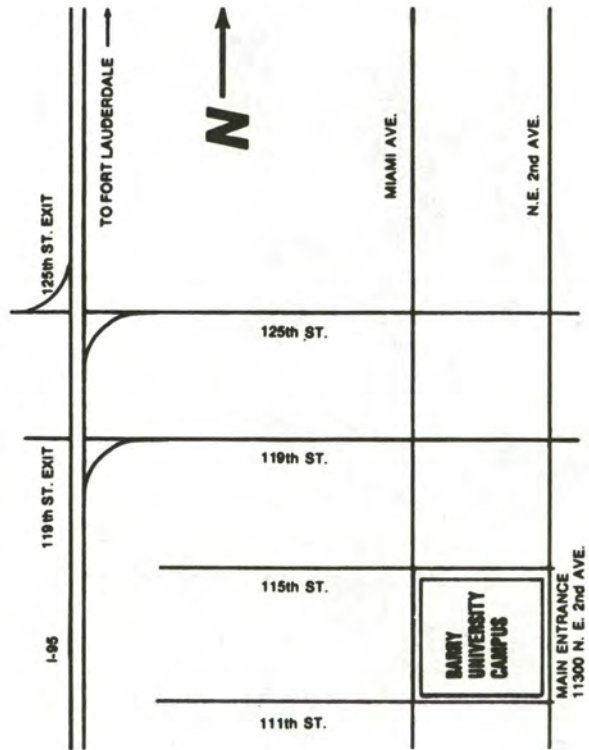 125th ST. EXIT
TO FORT LAUDERDALE
N
MIAMI AVE.
N.E. 2nd AVE.
125th ST.
119th ST. EXIT
119th ST.
I-95
115th ST.
BARRY
UNIVERSITY
CAMPUS
MAIN ENTRANCE
11300 N. E. 2nd AVE.
111th ST.